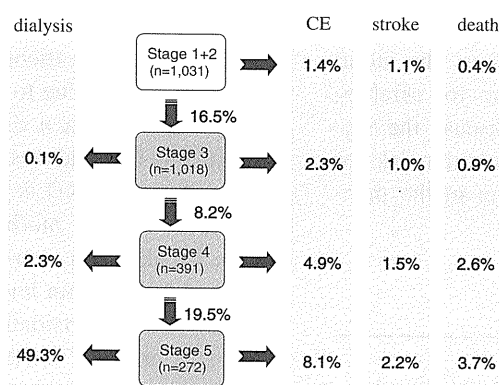 dialysis CE stroke death
Stage 1+2
(n=1,031)
1.4% 1.1% 0.4%
16.5%
0.1%
Stage 3
(n=1,018)
2.3% 1.0% 0.9%
8.2%
2.3%
Stage 4
(n=391)
4.9% 1.5% 2.6%
19.5%
49.3%
Stage 5
(n=272)
8.1% 2.2% 3.7%